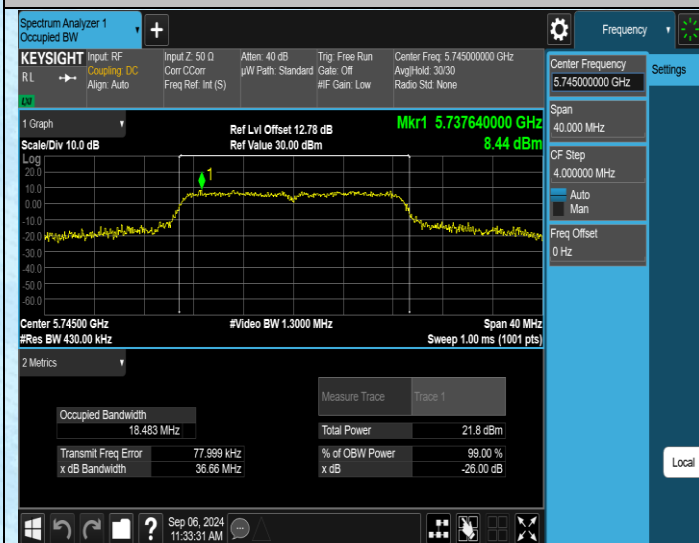 Spectrum Analyzer 1
Occupied BW
Frequency
KEYSIGHT
RL
Input: RF
Coupling: DC
Align: Auto
Input Z: 50 Ω
Corr CCorr
Freq Ref: Int (S)
Atten: 40 dB
µW Path: Standard
Trig: Free Run
Gate: Off
#IF Gain: Low
Center Freq: 5.745000000 GHz
Avg|Hold: 30/30
Radio Std: None
Center Frequency
5.745000000 GHz
Settings
Span
40.000 MHz
CF Step
4.000000 MHz
Auto
Man
Freq Offset
0 Hz
1 Graph
Scale/Div 10.0 dB
Ref Lvl Offset 12.78 dB
Ref Value 30.00 dBm
Mkr1 5.737640000 GHz
8.44 dBm
Log
20.0
10.0
0.00
-10.0
-20.0
-30.0
-40.0
-50.0
-60.0
1
Center 5.74500 GHz
#Video BW 1.3000 MHz
Span 40 MHz
#Res BW 430.00 kHz
Sweep 1.00 ms (1001 pts)
2 Metrics
Measure Trace
Trace 1
Occupied Bandwidth
18.483 MHz
Total Power
21.8 dBm
Transmit Freq Error
77.999 kHz
% of OBW Power
99.00 %
x dB Bandwidth
36.66 MHz
x dB
-26.00 dB
Local
?
Sep 06, 2024
11:33:31 AM